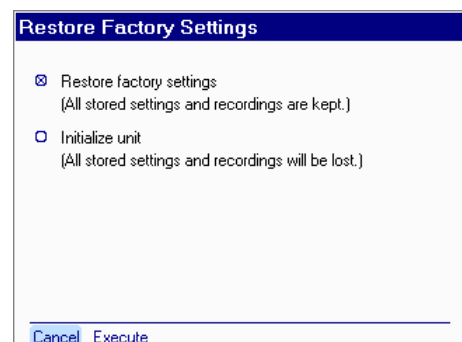 Restore Factory Settings
Restore factory settings
(All stored settings and recordings are kept.)
Initialize unit
(All stored settings and recordings will be lost.)
Cancel Execute